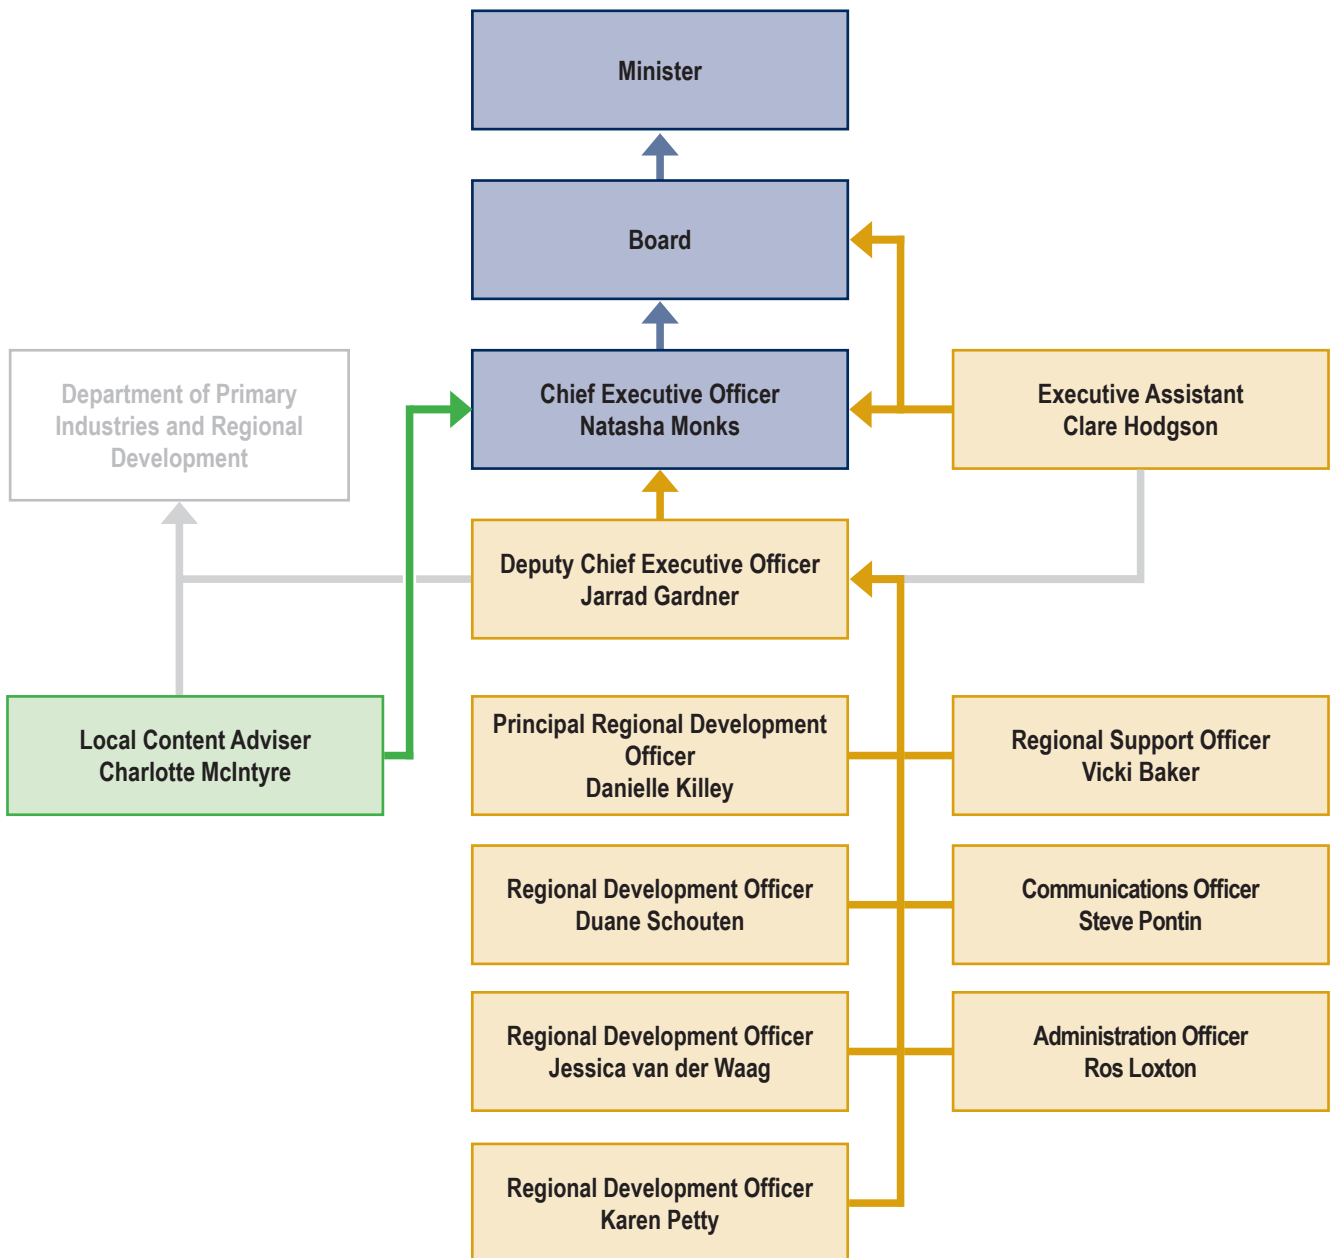 Minister
Board
Department of Primary
Industries and Regional
Development
Chief Executive Officer
Natasha Monks
Executive Assistant
Clare Hodgson
Deputy Chief Executive Officer
Jarrad Gardner
Local Content Adviser
Charlotte McIntyre
Principal Regional Development
Officer
Danielle Killey
Regional Support Officer
Vicki Baker
Regional Development Officer
Duane Schouten
Communications Officer
Steve Pontin
Regional Development Officer
Jessica van der Waag
Administration Officer
Ros Loxton
Regional Development Officer
Karen Petty